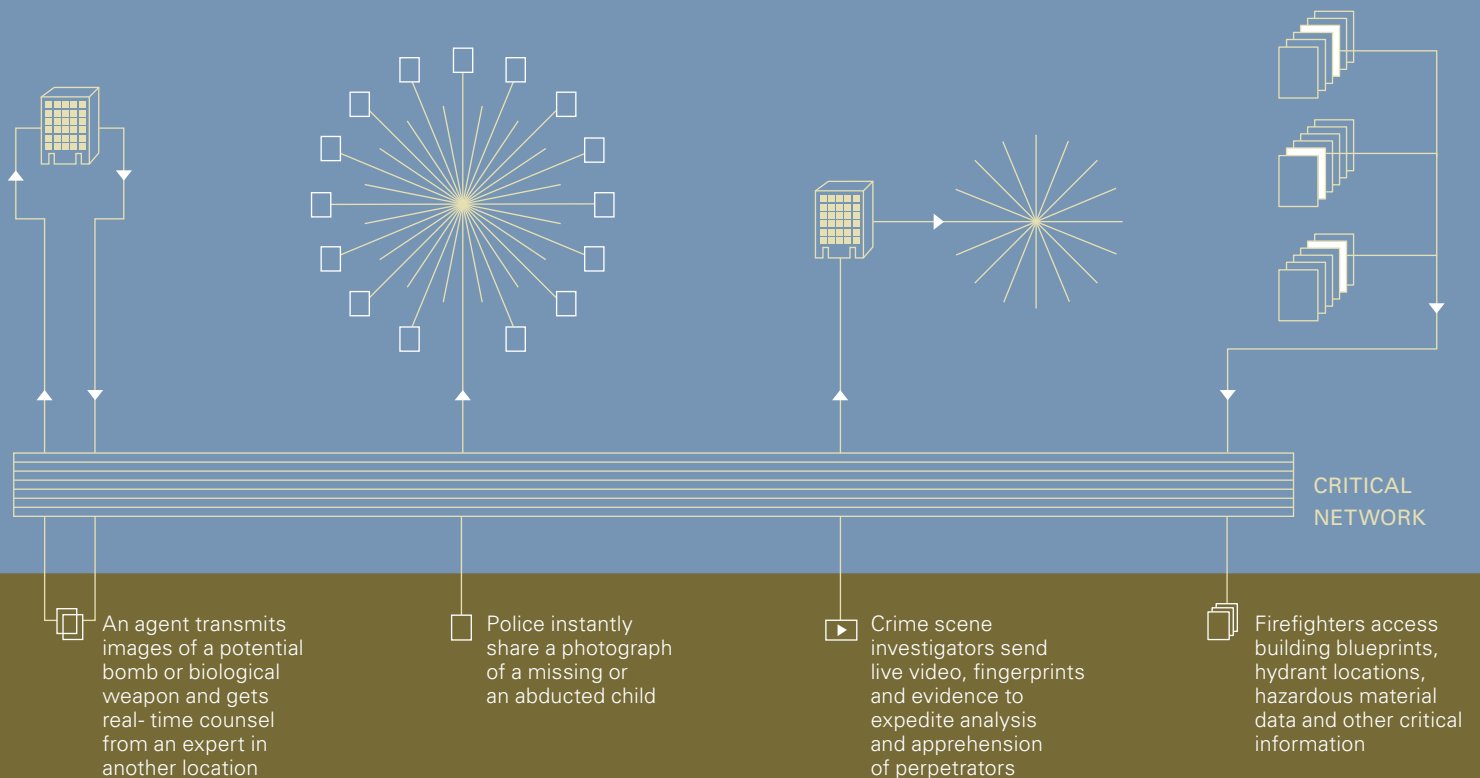 CRITICAL
NETWORK
An agent transmits
images of a potential
bomb or biological
weapon and gets
real- time counsel
from an expert in
another location
Police instantly
share a photograph
of a missing or
an abducted child
Crime scene
investigators send
live video, fingerprints
and evidence to
expedite analysis
and apprehension
of perpetrators
Firefighters access
building blueprints,
hydrant locations,
hazardous material
data and other critical
information